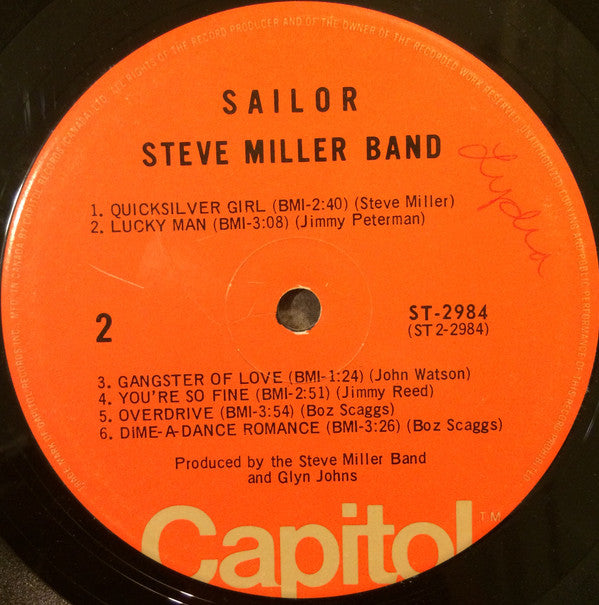 SAILOR
STEVE MILLER BAND
Lydia
1. QUICKSILVER GIRL (BMI-2:40) (Steve Miller)
2. LUCKY MAN (BMI-3:08) (Jimmy Peterman)
2
ST-2984
(ST 2-2984)
3. GANGSTER OF LOVE (BMI-1:24) (John Watson)
4. YOU'RE SO FINE (BMI-2:51) (Jimmy Reed)
5. OVERDRIVE (BMI-3:54) (Boz Scaggs)
6. DIME-A-DANCE ROMANCE (BMI-3:26) (Boz Scaggs)
Produced by the Steve Miller Band
and Glyn Johns
Capitol TM